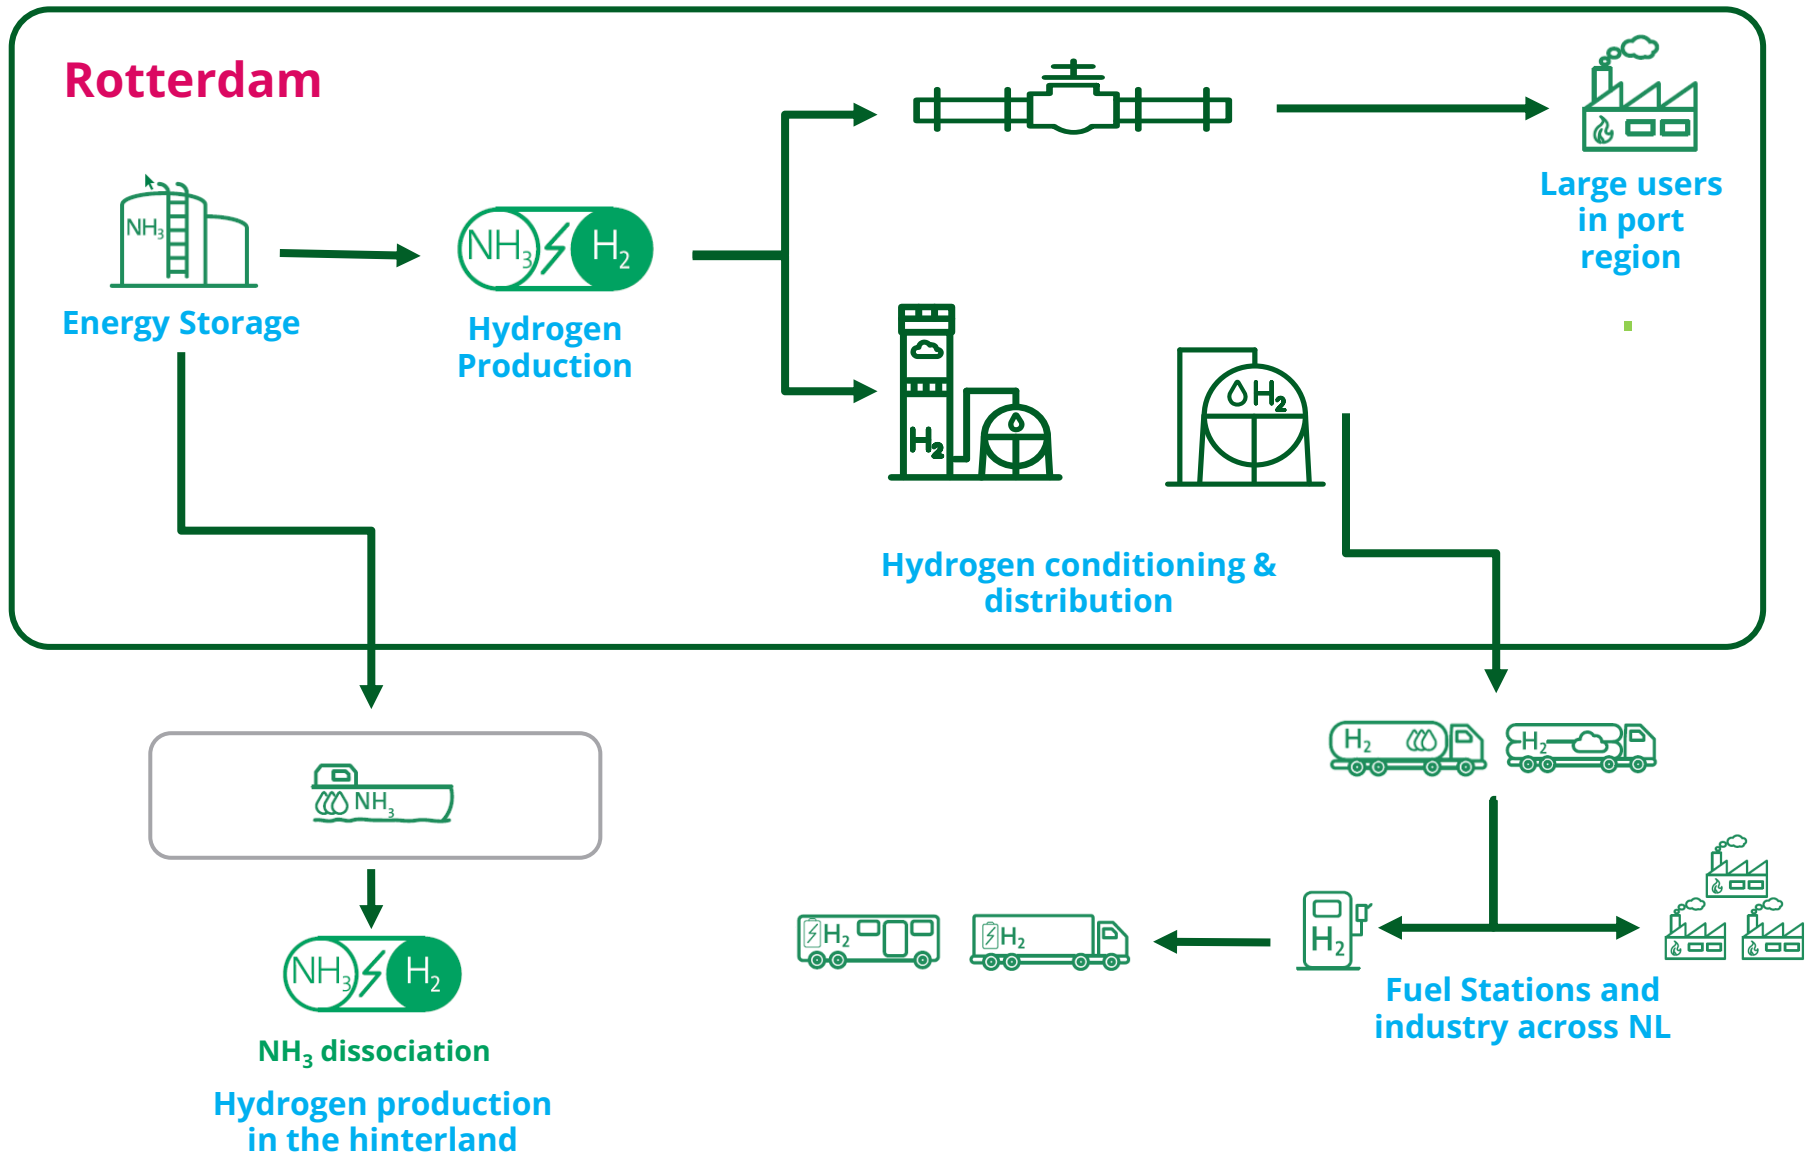 Rotterdam
NH3
Energy Storage
NH3
H2
Hydrogen
Production
Large users
in port
region
H2
H2
Hydrogen conditioning &
distribution
NH3
NH3
H2
NH3 dissociation
Hydrogen production
in the hinterland
H2
H2
H2
H2
H2
Fuel Stations and
industry across NL